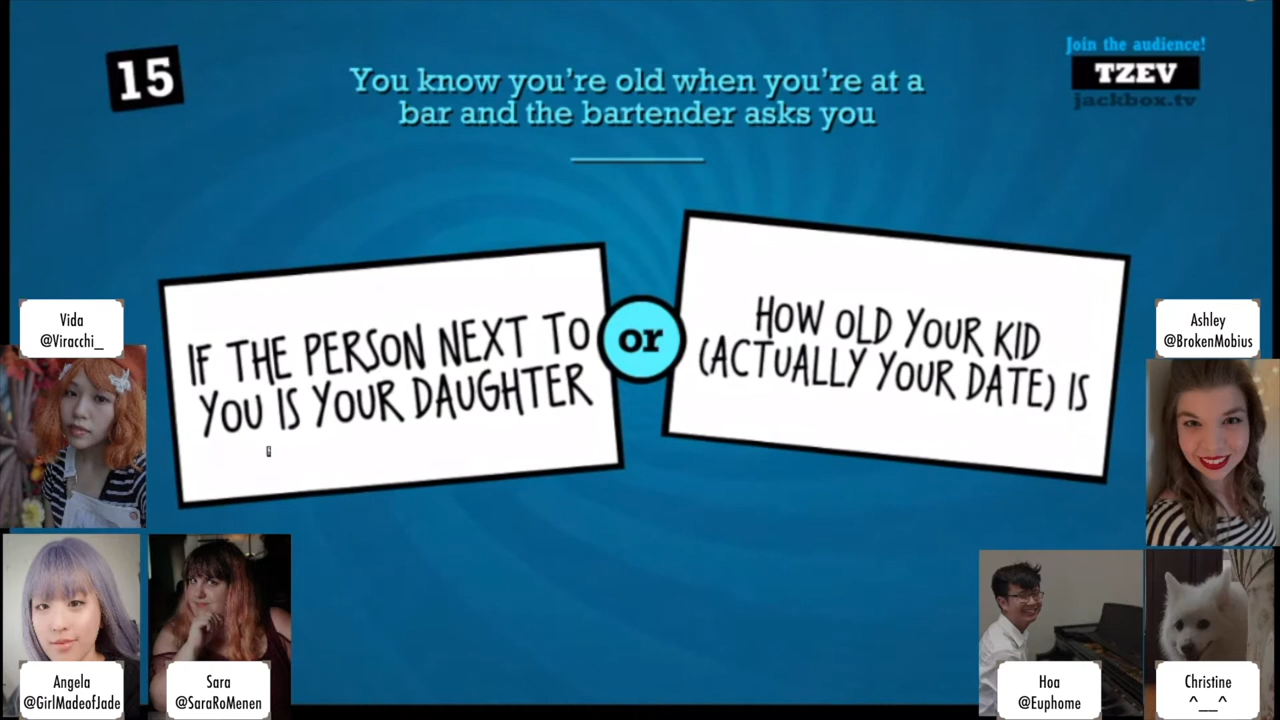 15
You know you're old when you're at a
bar and the bartender asks you
Join the audience!
TZEV
jackbox.tv
IF THE PERSON NEXT TO
YOU IS YOUR DAUGHTER
or
HOW OLD YOUR KID
(ACTUALLY YOUR DATE) IS
Vida
@Viracchi_
Ashley
@BrokenMobius
Angela
@GirlMadeofJade
Sara
@SaraRoMenen
Hoa
@Euphome
Christine
^__^